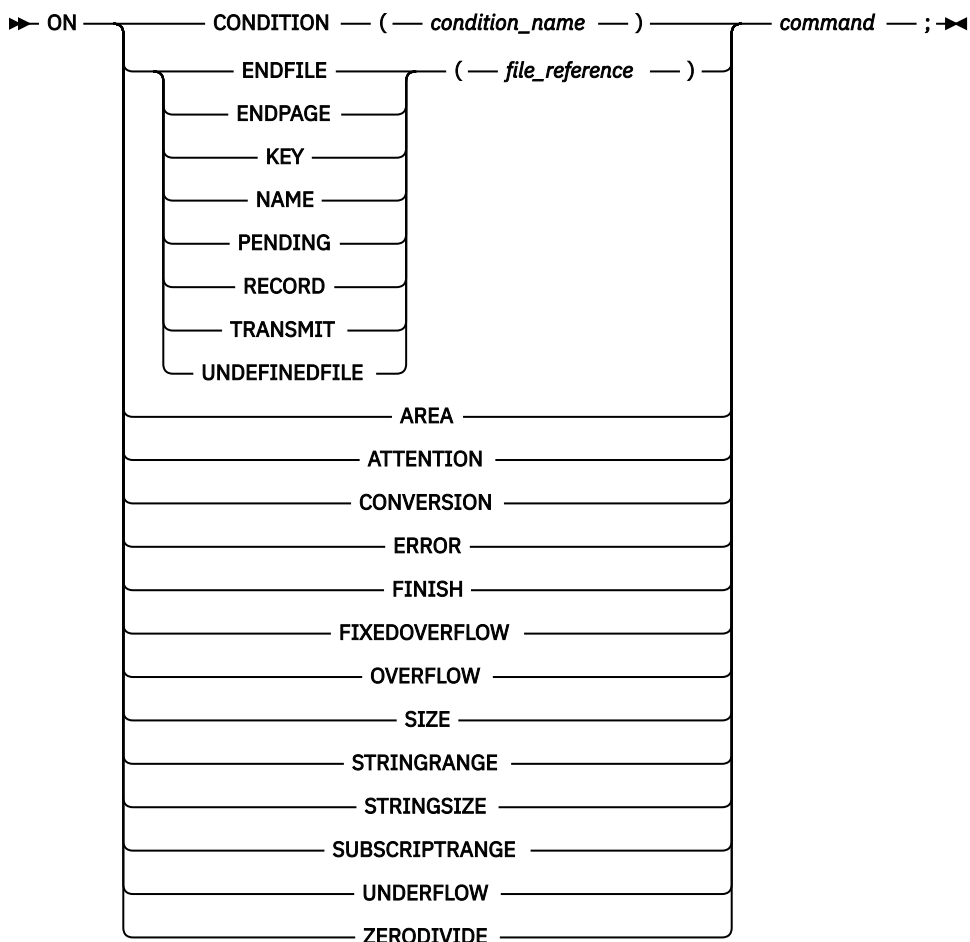 ON CONDITION ( condition_name ) command ;
ENDFILE ( file_reference )
ENDPAGE
KEY
NAME
PENDING
RECORD
TRANSMIT
UNDEFINEDFILE
AREA
ATTENTION
CONVERSION
ERROR
FINISH
FIXEDOVERFLOW
OVERFLOW
SIZE
STRINGRANGE
STRINGSIZE
SUBSCRIPTRANGE
UNDERFLOW
ZERODIVIDE